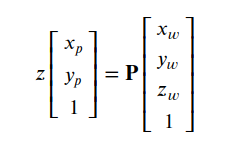 z [x_p y_p 1] = P [x_w y_w z_w 1]